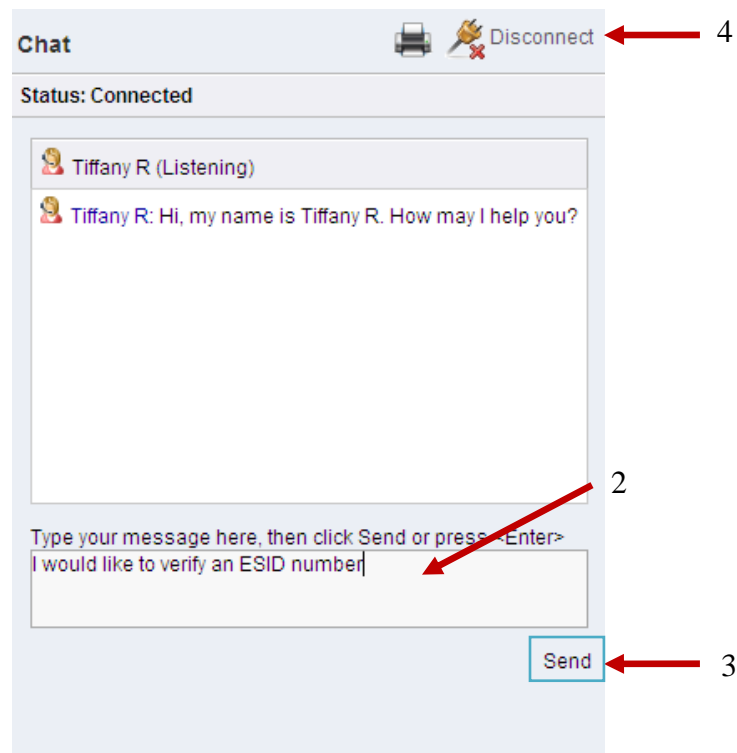 Chat
Disconnect
4
Status: Connected
Tiffany R (Listening)
Tiffany R: Hi, my name is Tiffany R. How may I help you?
2
Type your message here, then click Send or press <Enter>
I would like to verify an ESID number
Send
3